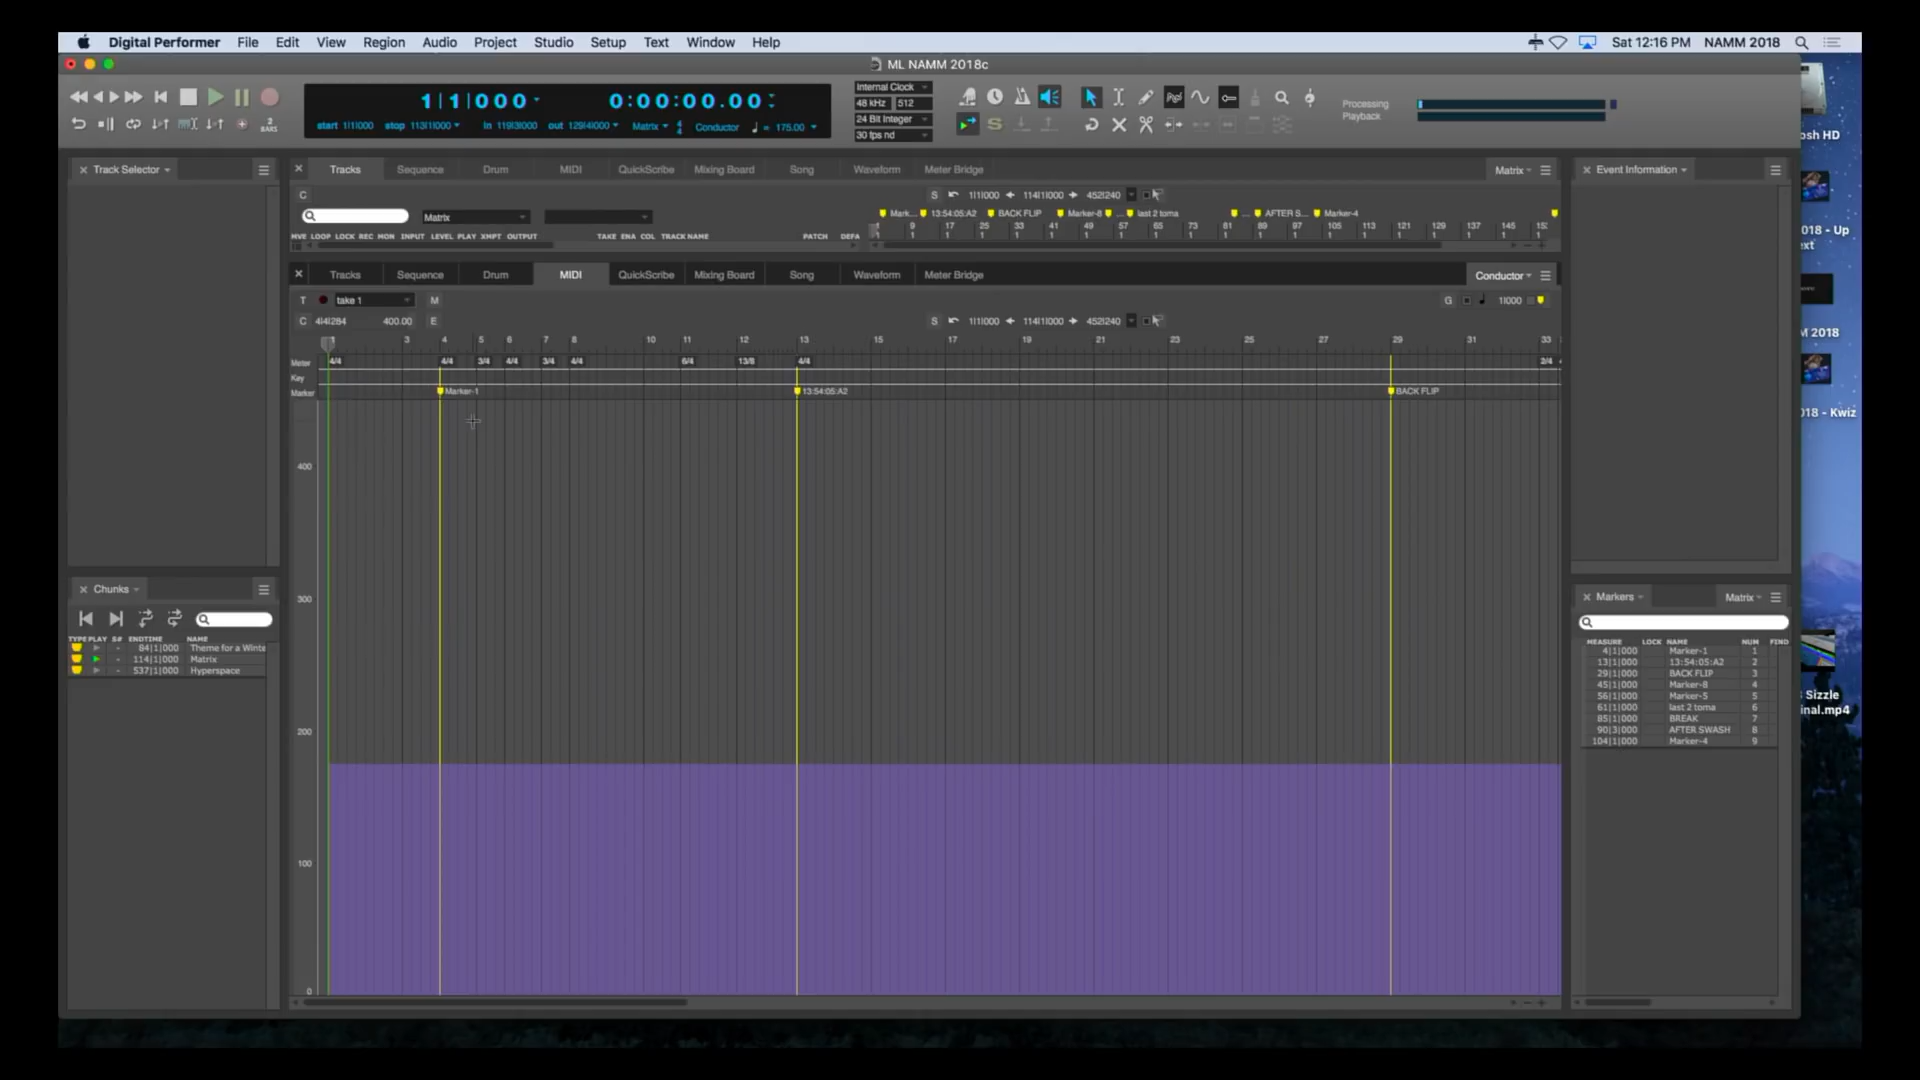 Digital Performer File Edit View Region Audio Project Studio Setup Text Window Help Sat 12:16 PM NAMM 2018
ML NAMM 2018c
1|1|000 0:00:00.00
start 1|1|000 stop 113|1|000 in 119|3|000 out 129|4|000 Matrix 4/4 Conductor = 175.00
Internal Clock
48 kHz 512
24 Bit Integer
30 fps nd
2 BARS
Processing
Playback
osh HD
Track Selector
Tracks Sequence Drum MIDI QuickScribe Mixing Board Song Waveform Meter Bridge Matrix
Event Information
C S 1|1|000 114|1|000 452|240
Matrix
Mark... 13:54:05:A2 BACK FLIP Marker-8 ... last 2 toma ... AFTER S... Marker-4
1 9 17 25 33 41 49 57 65 73 81 89 97 105 113 121 129 137 145
MVE LOOP LOCK REC MON INPUT LEVEL PLAY XMPT OUTPUT TAKE ENA COL TRACK NAME PATCH DEFA
2018 - Up
Tracks Sequence Drum MIDI QuickScribe Mixing Board Song Waveform Meter Bridge Conductor
T take 1 M G 1|000
C 4|4|284 400.00 E S 1|1|000 114|1|000 452|240
M 2018
1 3 4 5 6 7 8 10 11 12 13 15 17 19 21 23 25 27 29 31 33
Meter 4/4 4/4 3/4 4/4 3/4 4/4 6/4 13/8 4/4 2/4
Key
Marker Marker-1 13:54:05:A2 BACK FLIP
2018 - Kwiz
400
300
200
100
0
Chunks
TYPE PLAY S# ENDTIME NAME
84|1|000 Theme for a Winte
114|1|000 Matrix
537|1|000 Hyperspace
Markers Matrix
MEASURE LOCK NAME NUM FIND
4|1|000 Marker-1 1
13|1|000 13:54:05:A2 2
29|1|000 BACK FLIP 3
45|1|000 Marker-8 4
56|1|000 Marker-5 5
61|1|000 last 2 toma 6
85|1|000 BREAK 7
90|3|000 AFTER SWASH 8
104|1|000 Marker-4 9
Sizzle
inal.mp4